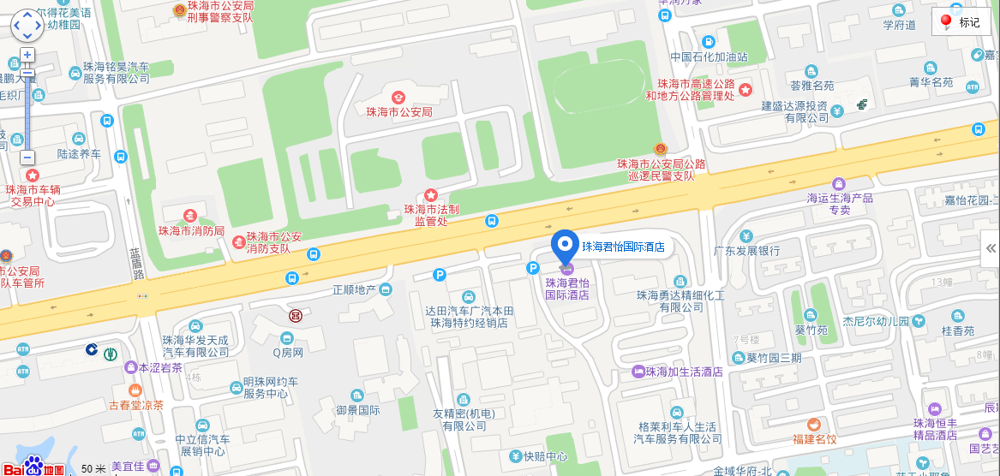 珠海市公安局
刑事警察支队
尔得花美语
幼稚园
学府道
标记
中国石化加油站
珠海铭昊汽车
服务有限公司
毛织厂
珠海市高速公路
和地方公路管理处
荟雅名苑
菁华名苑
ATM
建盛达源投资
有限公司
珠海市公安局
陆途养车
珠海市公安局公路
巡逻民警支队
珠海市车辆
交易中心
珠海市法制
监管处
海运生海产品
专卖
嘉怡花园
珠海市消防局
珠海市公安
消防支队
蓝盾路
珠海君怡国际酒店
广东发展银行
市公安局
队车管所
P
P
珠海君怡
国际酒店
正顺地产
珠海勇达精细化工
有限公司
13幢
达田汽车广汽本田
珠海特约经销店
葵竹苑
杰尼尔幼儿园
桂香苑
珠海华发天成
汽车有限公司
Q房网
7号楼
8幢
ATM
ATM
本涩岩茶
4栋
葵竹园三期
珠海加生活酒店
明珠网约车
服务中心
古春堂凉茶
御景国际
友精密(机电)
有限公司
格莱利车人生活
汽车服务有限公司
珠海恒丰
精品酒店
福建名饺
国艺
ATM
中立信汽车
展销中心
快赔中心
美宜佳
金域华府-北
Bai du 地图
50 米